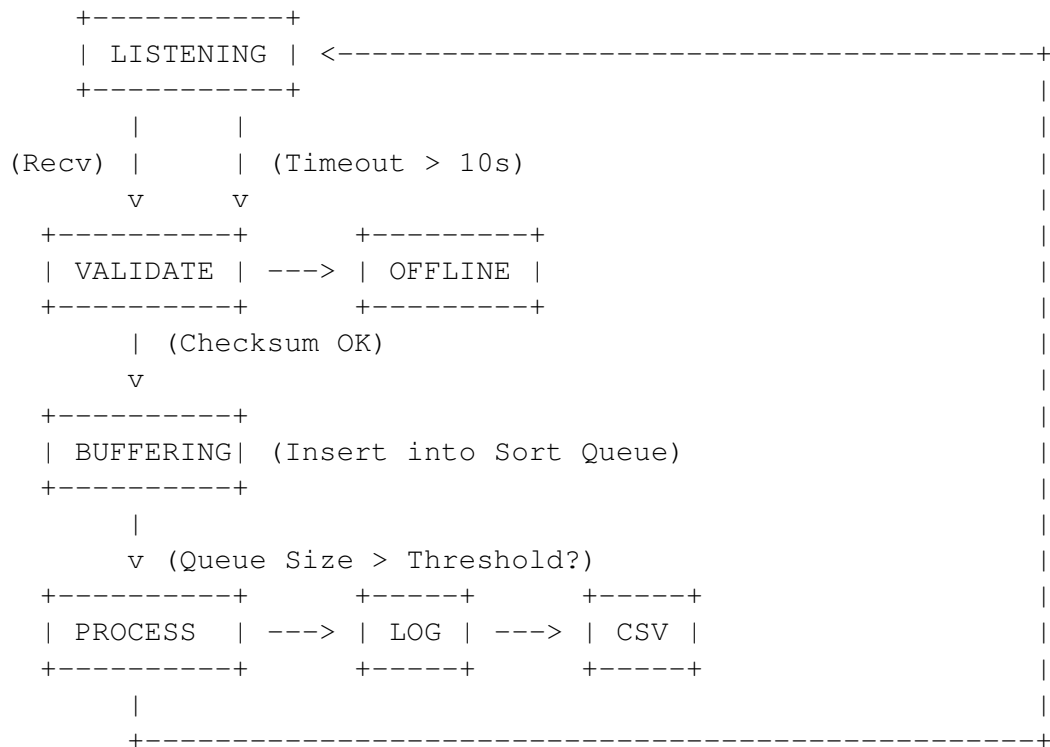 LISTENING
(Recv) (Timeout > 10s)
VALIDATE OFFLINE
(Checksum OK)
BUFFERING (Insert into Sort Queue)
(Queue Size > Threshold?)
PROCESS LOG CSV